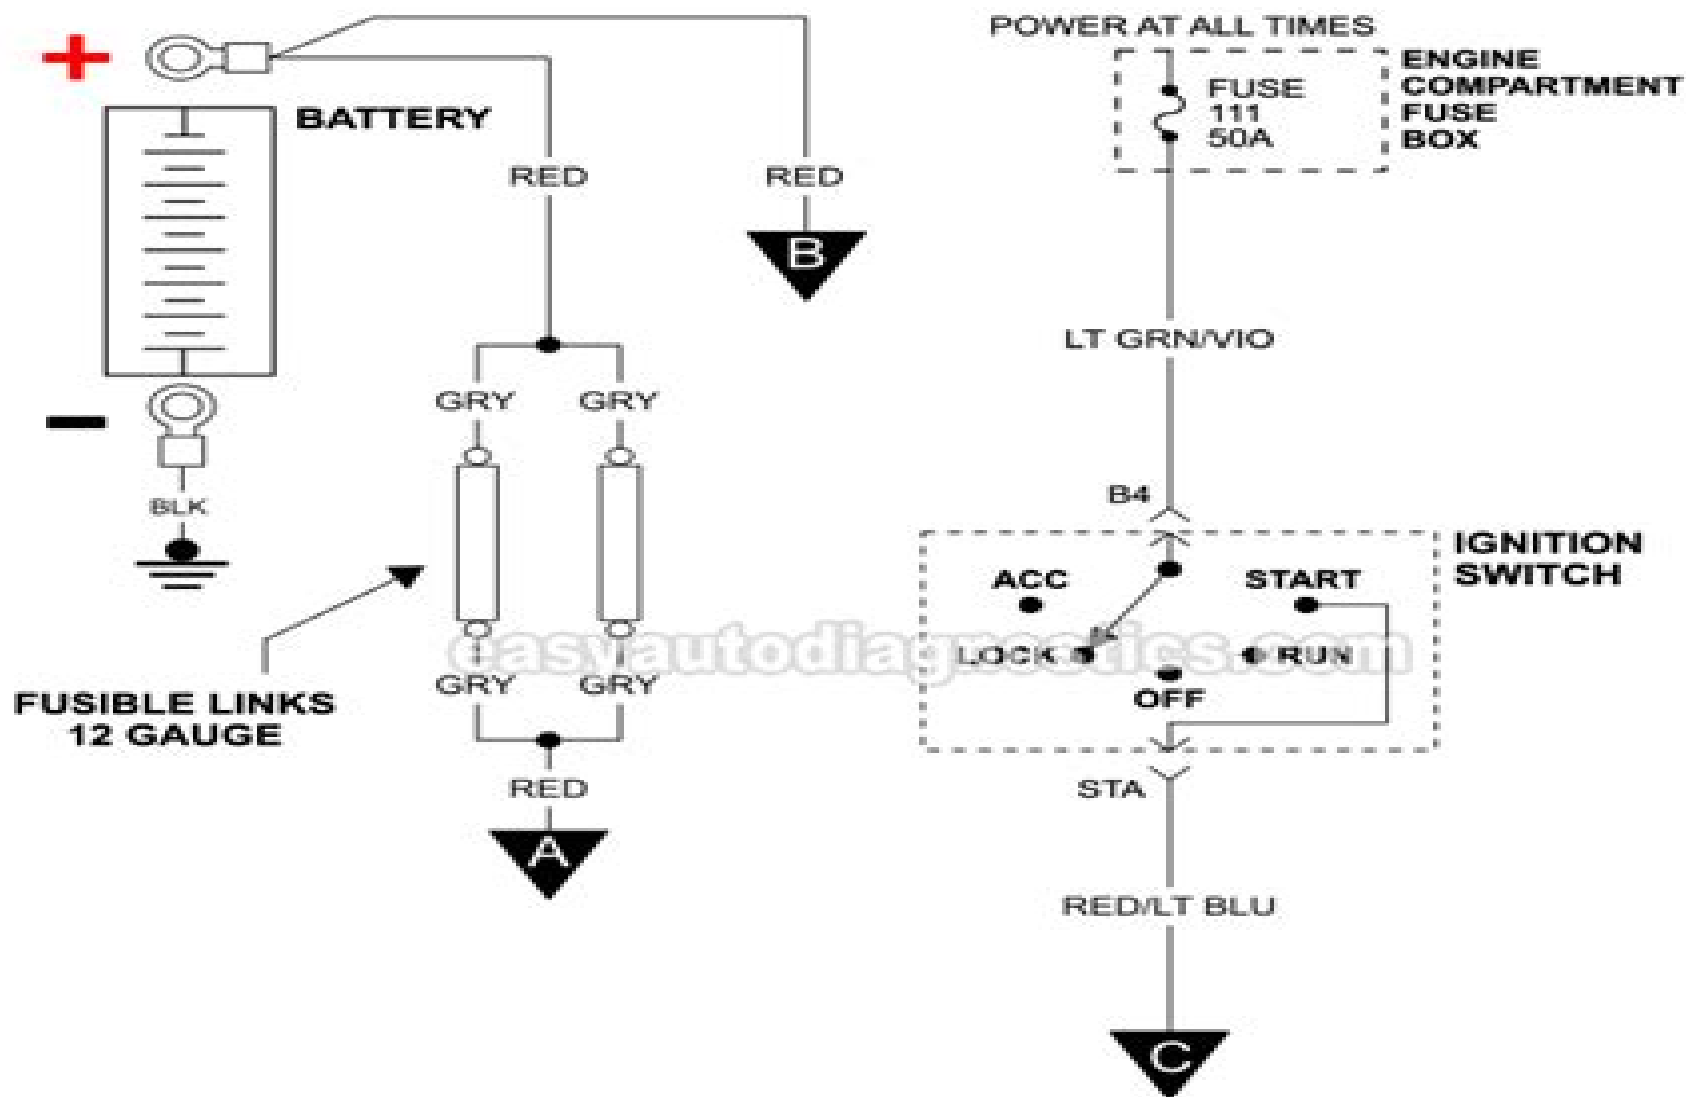 POWER AT ALL TIMES
+
BATTERY
FUSE
111
50A
ENGINE
COMPARTMENT
FUSE
BOX
RED
RED
B
LT GRN/VIO
GRY
GRY
−
BLK
B4
IGNITION
SWITCH
ACC
START
LOCK
RUN
OFF
easyautodiagnostics.com
GRY
GRY
FUSIBLE LINKS
12 GAUGE
RED
STA
A
RED/LT BLU
C